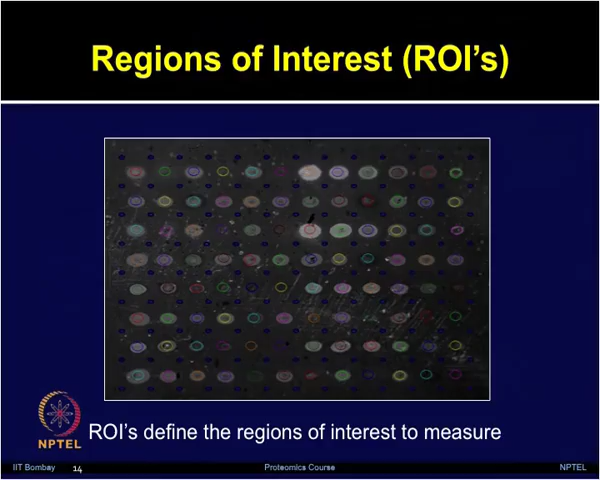 Regions of Interest (ROI's)
NPTEL
ROI's define the regions of interest to measure
IIT Bombay 14 Proteomics Course NPTEL